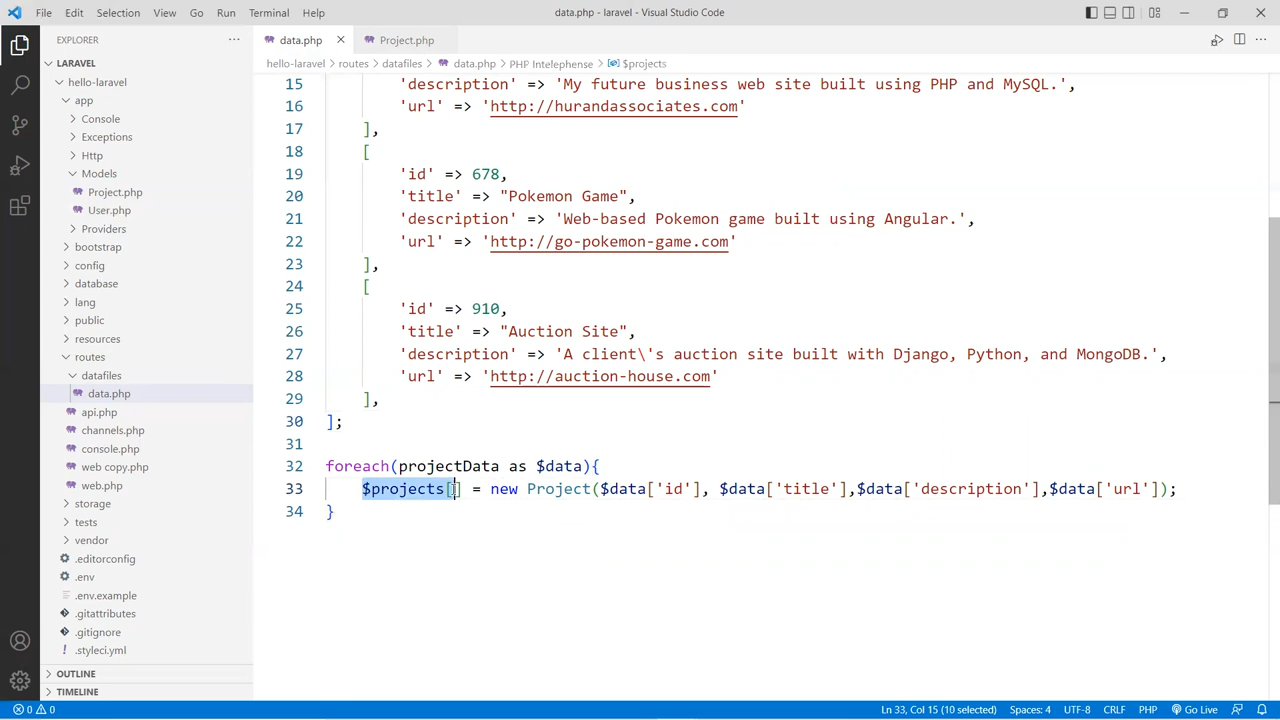 File Edit Selection View Go Run Terminal Help
data.php - laravel - Visual Studio Code
EXPLORER
LARAVEL
hello-laravel
app
Console
Exceptions
Http
Models
Project.php
User.php
Providers
bootstrap
config
database
lang
public
resources
routes
datafiles
data.php
api.php
channels.php
console.php
web copy.php
web.php
storage
tests
vendor
.editorconfig
.env
.env.example
.gitattributes
.gitignore
.styleci.yml
OUTLINE
TIMELINE
data.php Project.php
hello-laravel > routes > datafiles > data.php > PHP Intelephense > $projects
15 'description' => 'My future business web site built using PHP and MySQL.',
16 'url' => 'http://hurandassociates.com'
17 ],
18 [
19 'id' => 678,
20 'title' => "Pokemon Game",
21 'description' => 'Web-based Pokemon game built using Angular.',
22 'url' => 'http://go-pokemon-game.com'
23 ],
24 [
25 'id' => 910,
26 'title' => "Auction Site",
27 'description' => 'A client\'s auction site built with Django, Python, and MongoDB.',
28 'url' => 'http://auction-house.com'
29 ],
30 ];
31
32 foreach(projectData as $data){
33 $projects[] = new Project($data['id'], $data['title'],$data['description'],$data['url']);
34 }
0 0 Ln 33, Col 15 (10 selected) Spaces: 4 UTF-8 CRLF PHP Go Live